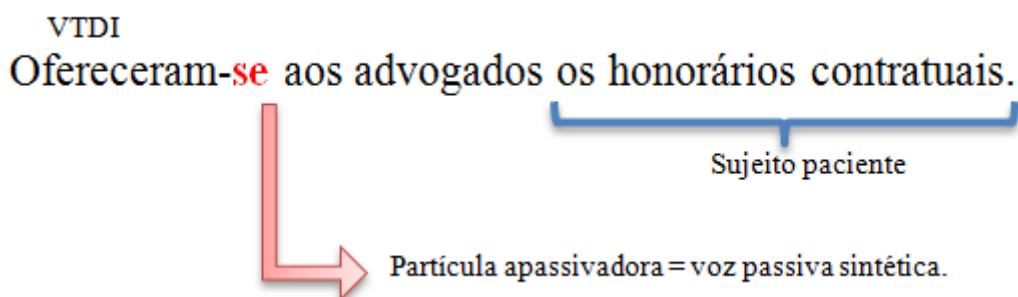 VTDI
Ofereceram-se aos advogados os honorários contratuais.
Sujeito paciente
Partícula apassivadora = voz passiva sintética.